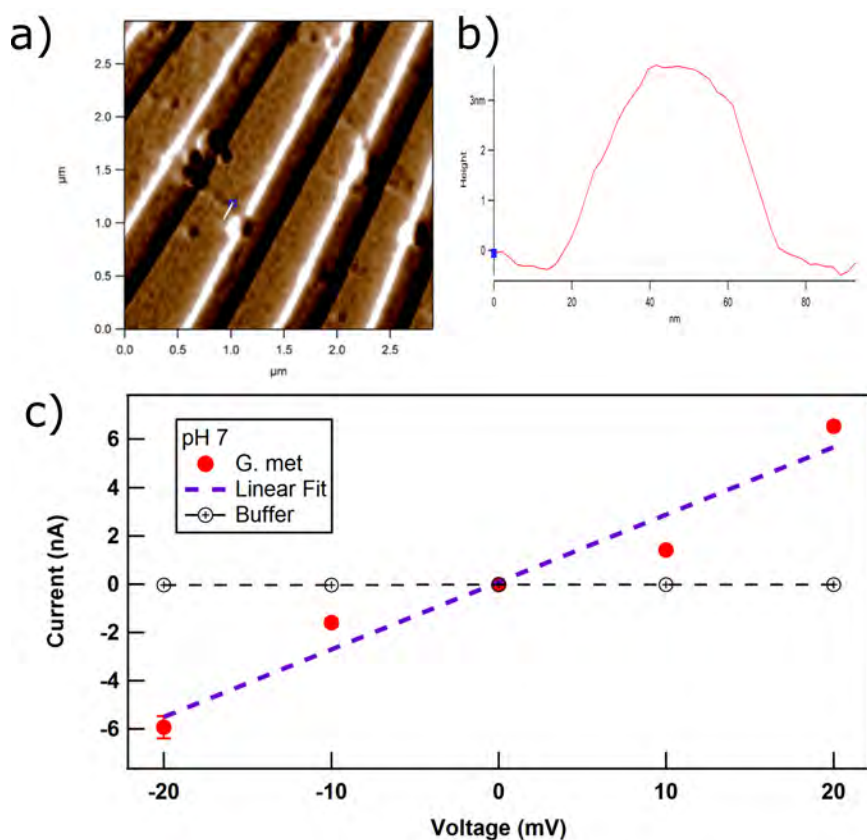 a)
2.5
2.0
1.5
1.0
0.5
0.0
µm
0.0 0.5 1.0 1.5 2.0 2.5
µm
b)
3nm
2
1
0
Height
0 20 40 60 80
nm
c)
6
4
2
0
-2
-4
-6
Current (nA)
pH 7
G. met
Linear Fit
Buffer
-20 -10 0 10 20
Voltage (mV)